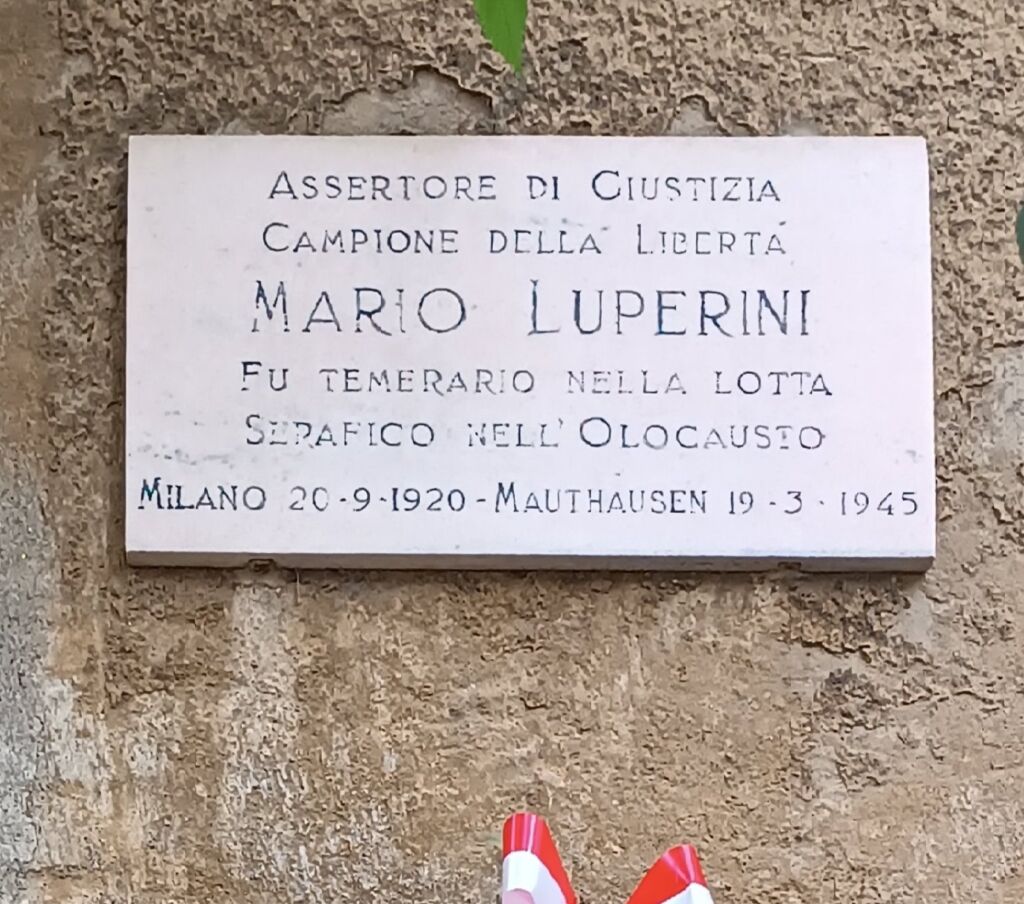 ASSERTORE DI GIUSTIZIA
CAMPIONE DELLA LIBERTÁ
MARIO LUPERINI
FU TEMERARIO NELLA LOTTA
SERAFICO NELL'OLOCAUSTO
MILANO 20-9-1920 - MAUTHAUSEN 19-3-1945